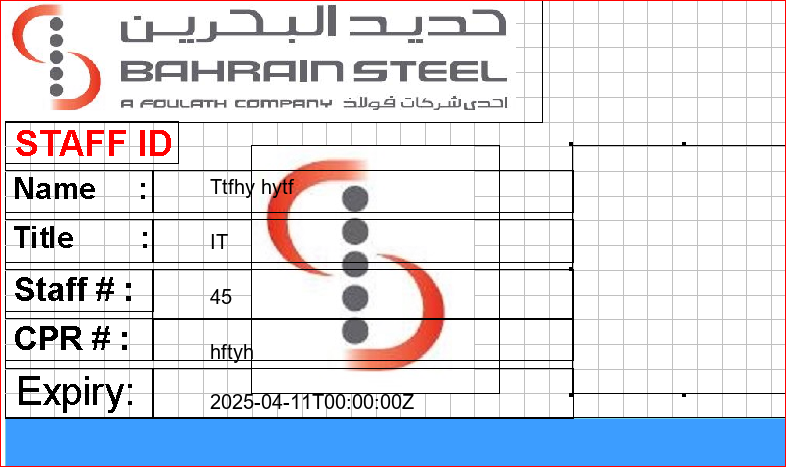 حديد البحرين
BAHRAIN STEEL
A FOULATH COMPANY احدى شركات فولاذ
STAFF ID
Name : Ttfhy hytf
Title : IT
Staff # : 45
CPR # : hftyh
Expiry: 2025-04-11T00:00:00Z